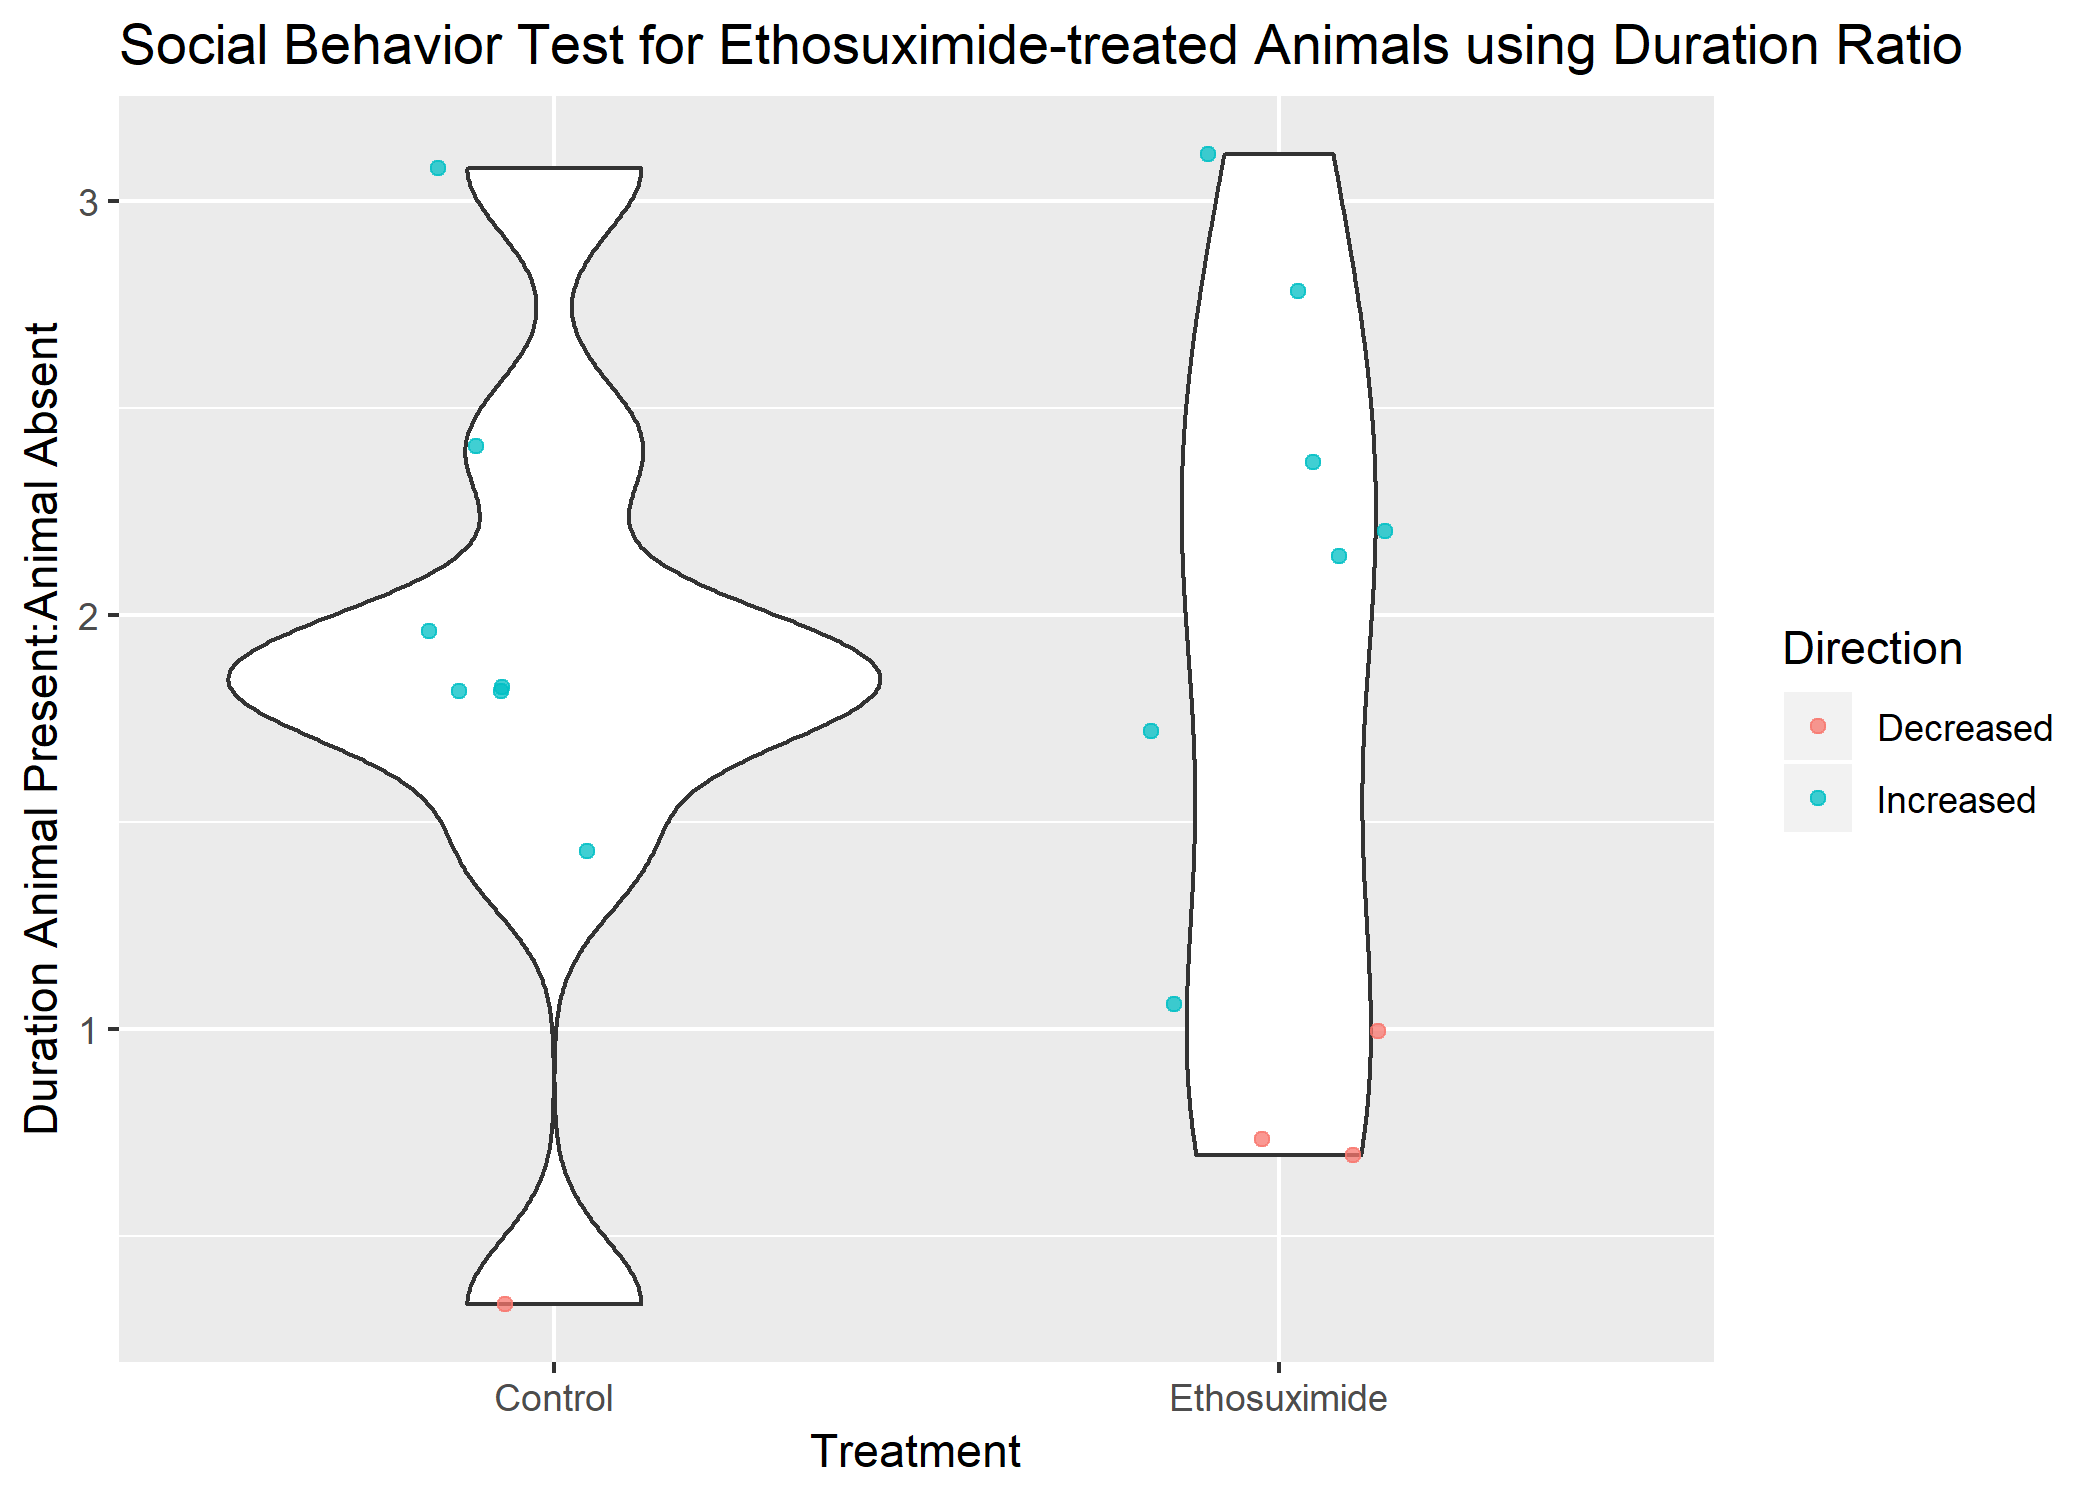 Social Behavior Test for Ethosuximide-treated Animals using Duration Ratio
Duration Animal Present:Animal Absent
3
2
1
Control
Ethosuximide
Treatment
Direction
Decreased
Increased